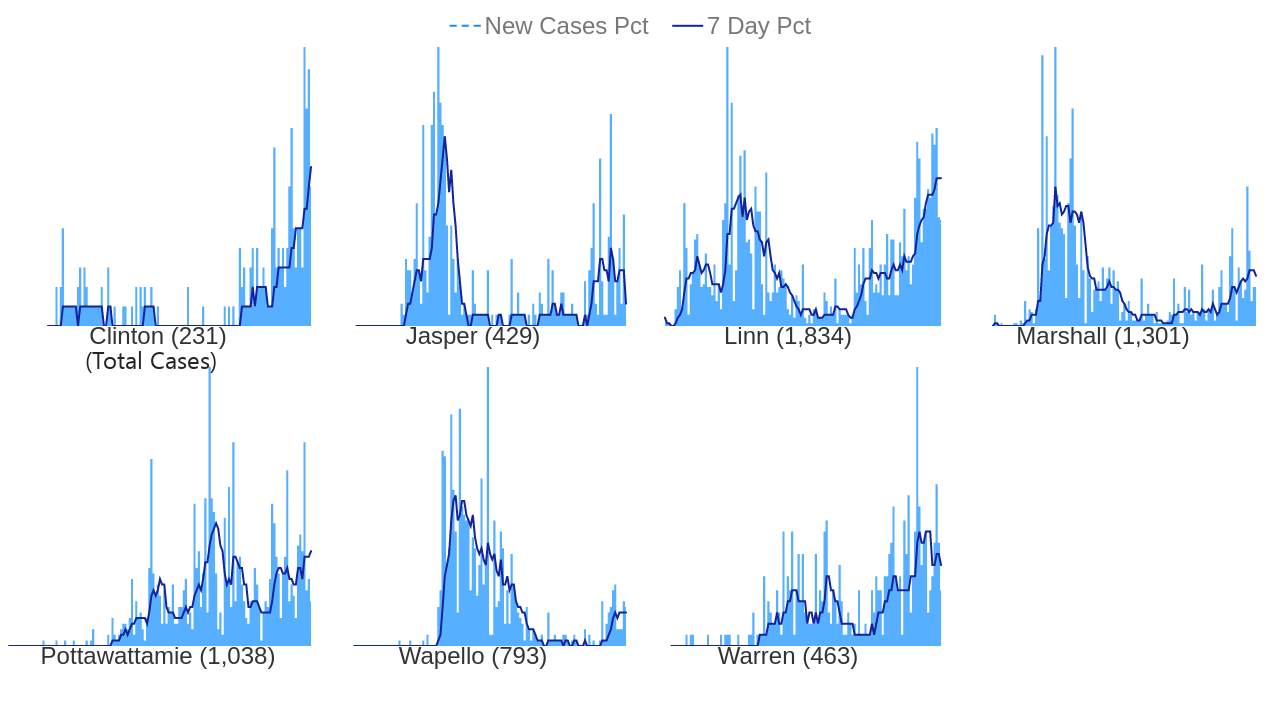 New Cases Pct 7 Day Pct
Clinton (231)
(Total Cases)
Jasper (429)
Linn (1,834)
Marshall (1,301)
Pottawattamie (1,038)
Wapello (793)
Warren (463)